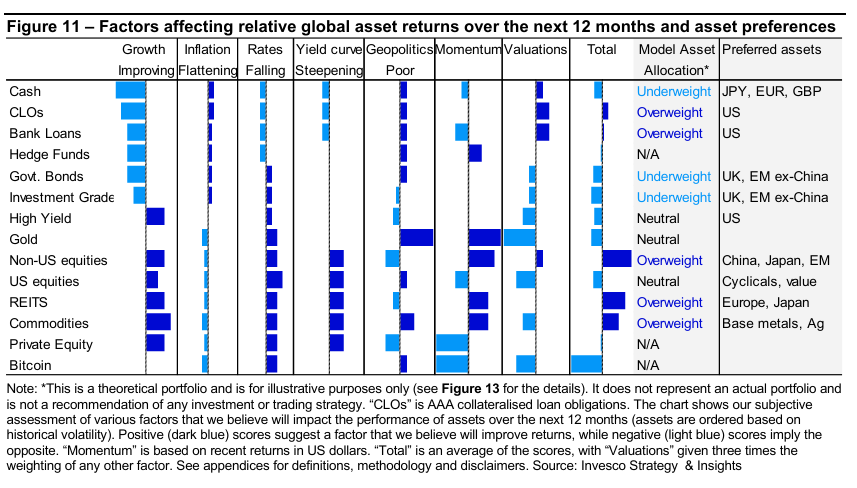 Figure 11 – Factors affecting relative global asset returns over the next 12 months and asset preferences
Growth Inflation Rates Yield curve Geopolitics Momentum Valuations Total Model Asset Preferred assets
Improving Flattening Falling Steepening Poor Allocation*
Cash Underweight JPY, EUR, GBP
CLOs Overweight US
Bank Loans Overweight US
Hedge Funds N/A
Govt. Bonds Underweight UK, EM ex-China
Investment Grade Underweight UK, EM ex-China
High Yield Neutral US
Gold Neutral
Non-US equities Overweight China, Japan, EM
US equities Neutral Cyclicals, value
REITS Overweight Europe, Japan
Commodities Overweight Base metals, Ag
Private Equity N/A
Bitcoin N/A
Note: *This is a theoretical portfolio and is for illustrative purposes only (see Figure 13 for the details). It does not represent an actual portfolio and
is not a recommendation of any investment or trading strategy. “CLOs” is AAA collateralised loan obligations. The chart shows our subjective
assessment of various factors that we believe will impact the performance of assets over the next 12 months (assets are ordered based on
historical volatility). Positive (dark blue) scores suggest a factor that we believe will improve returns, while negative (light blue) scores imply the
opposite. “Momentum” is based on recent returns in US dollars. “Total” is an average of the scores, with “Valuations” given three times the
weighting of any other factor. See appendices for definitions, methodology and disclaimers. Source: Invesco Strategy & Insights